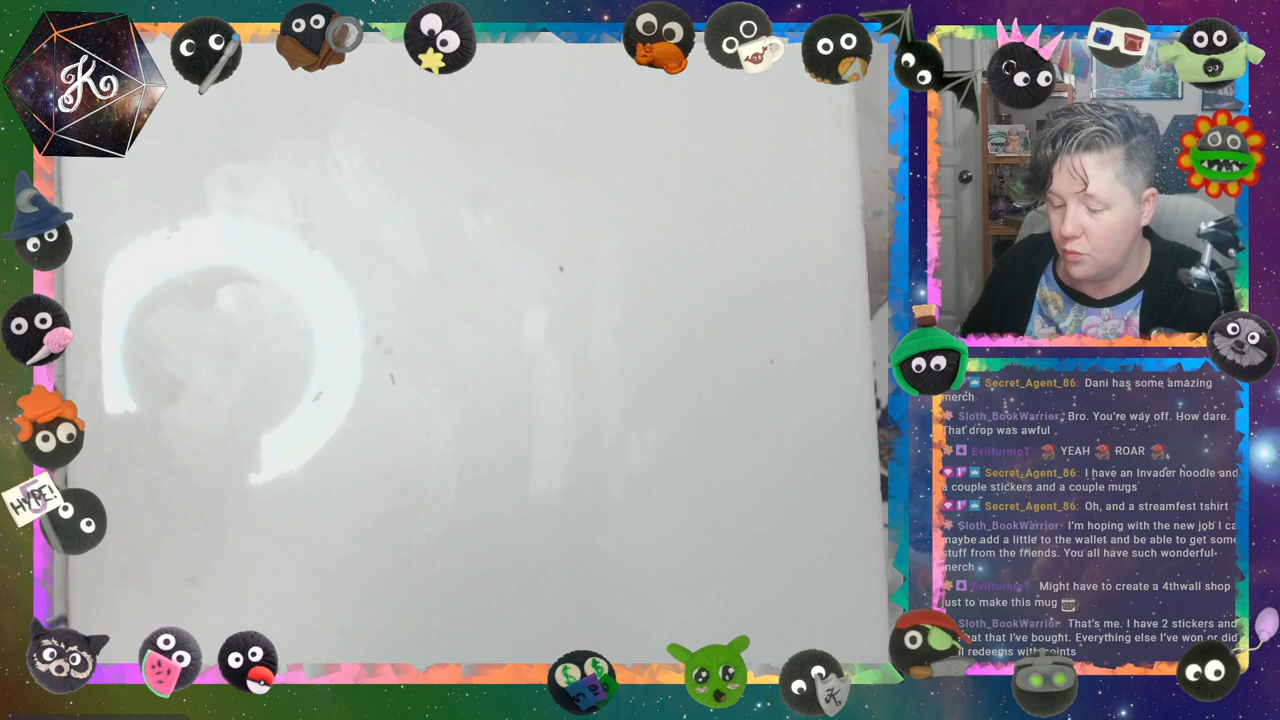 K
HYPE!
K
Secret_Agent_86: Dani has some amazing
merch
Sloth_BookWarrior: Bro. You're way off. How dare.
That drop was awful
EvilturnipT YEAH ROAR
Secret_Agent_86: I have an Invader hoodie and
a couple stickers and a couple mugs
Secret_Agent_86: Oh, and a streamfest tshirt
Sloth_BookWarrior: I'm hoping with the new job I ca
maybe add a little to the wallet and be able to get some
stuff from the friends. You all have such wonderful
merch
EvilturnipT Might have to create a 4thwall shop
just to make this mug
Sloth_BookWarrior: That's me. I have 2 stickers and
hat that I've bought. Everything else I've won or did